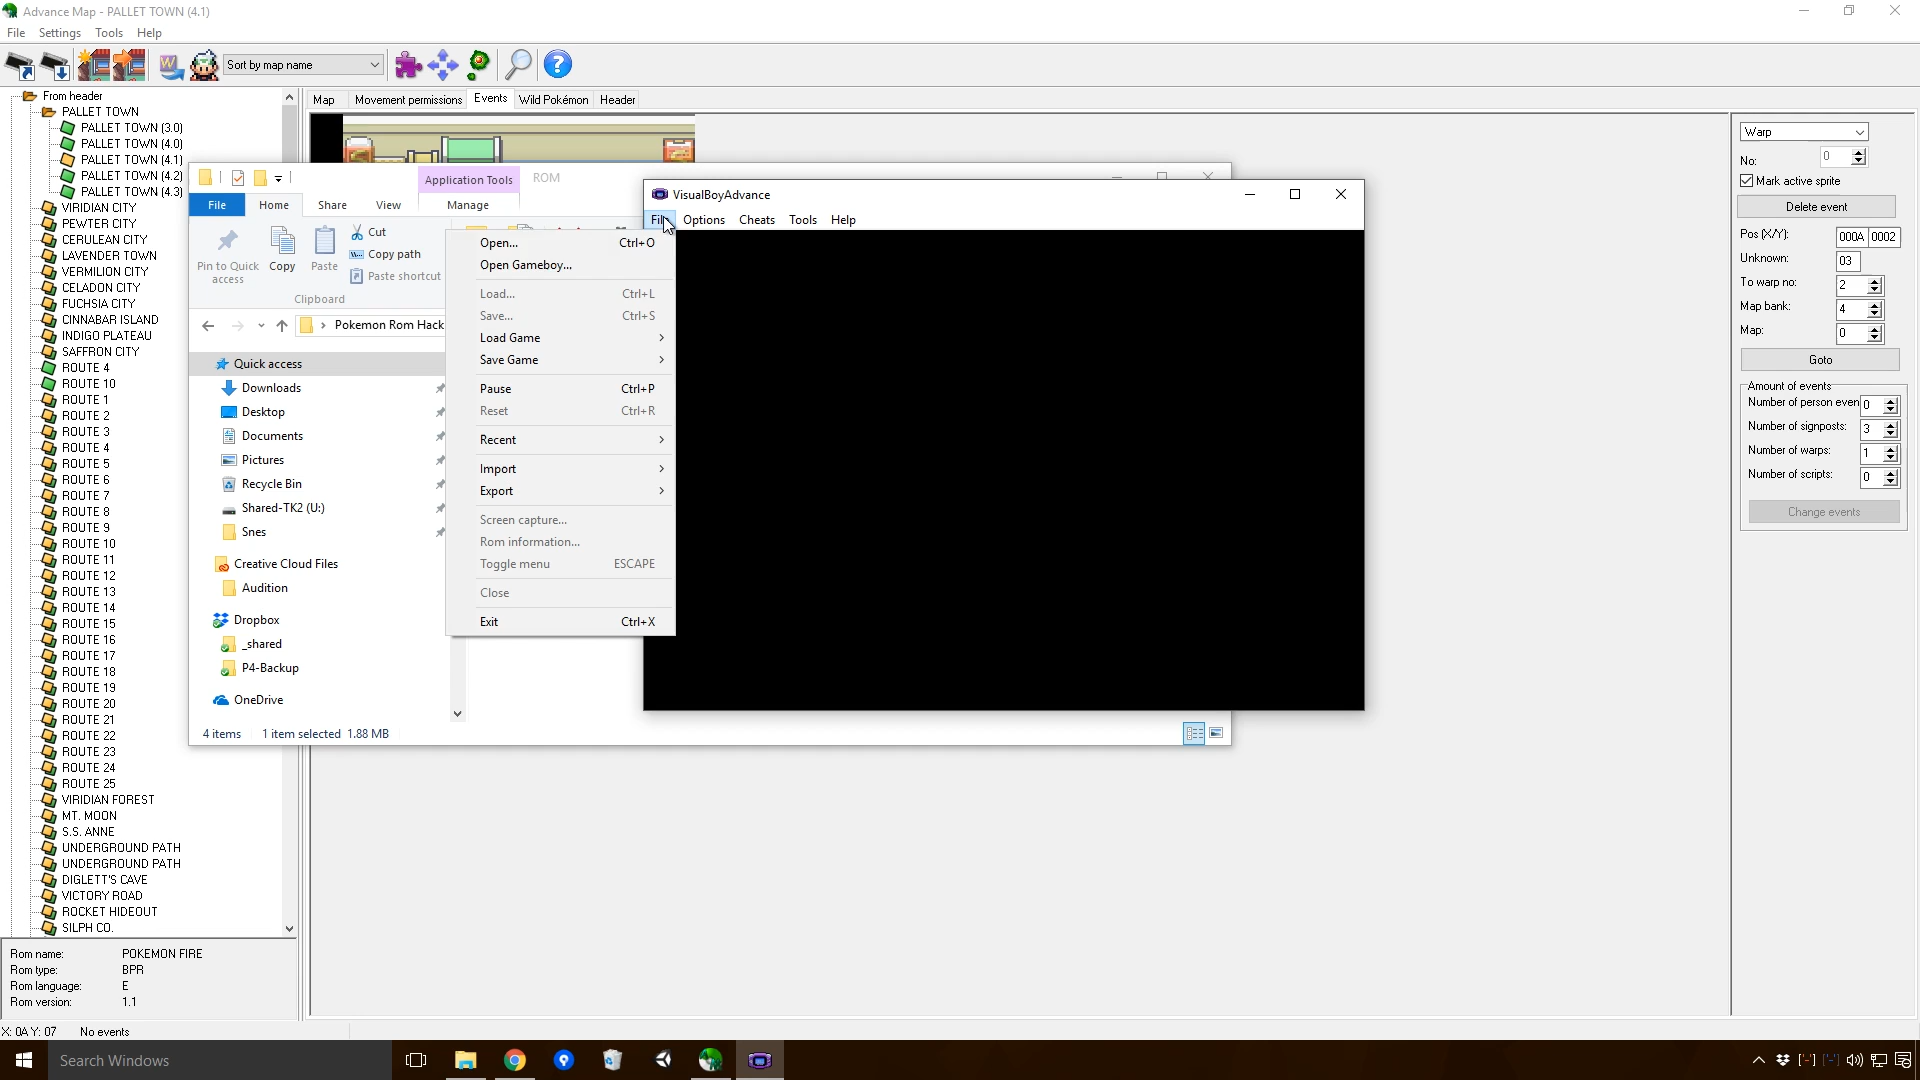 Advance Map - PALLET TOWN (4.1)
File Settings Tools Help
Sort by map name
From header
PALLET TOWN
PALLET TOWN (3.0)
PALLET TOWN (4.0)
PALLET TOWN (4.1)
PALLET TOWN (4.2)
PALLET TOWN (4.3)
VIRIDIAN CITY
PEWTER CITY
CERULEAN CITY
LAVENDER TOWN
VERMILION CITY
CELADON CITY
FUCHSIA CITY
CINNABAR ISLAND
INDIGO PLATEAU
SAFFRON CITY
ROUTE 4
ROUTE 10
ROUTE 1
ROUTE 2
ROUTE 3
ROUTE 4
ROUTE 5
ROUTE 6
ROUTE 7
ROUTE 8
ROUTE 9
ROUTE 10
ROUTE 11
ROUTE 12
ROUTE 13
ROUTE 14
ROUTE 15
ROUTE 16
ROUTE 17
ROUTE 18
ROUTE 19
ROUTE 20
ROUTE 21
ROUTE 22
ROUTE 23
ROUTE 24
ROUTE 25
VIRIDIAN FOREST
MT. MOON
S.S. ANNE
UNDERGROUND PATH
UNDERGROUND PATH
DIGLETT'S CAVE
VICTORY ROAD
ROCKET HIDEOUT
SILPH CO.
Rom name: POKEMON FIRE
Rom type: BPR
Rom language: E
Rom version: 1.1
X: 0A Y: 07 No events
Map Movement permissions Events Wild Pokémon Header
Application Tools ROM
File Home Share View Manage
Pin to Quick access
Copy
Paste
Cut
Copy path
Paste shortcut
Clipboard
Pokemon Rom Hack
Quick access
Downloads
Desktop
Documents
Pictures
Recycle Bin
Shared-TK2 (U:)
Snes
Creative Cloud Files
Audition
Dropbox
_shared
P4-Backup
OneDrive
4 items 1 item selected 1.88 MB
VisualBoyAdvance
File Options Cheats Tools Help
Open... Ctrl+O
Open Gameboy...
Load... Ctrl+L
Save... Ctrl+S
Load Game
Save Game
Pause Ctrl+P
Reset Ctrl+R
Recent
Import
Export
Screen capture...
Rom information...
Toggle menu ESCAPE
Close
Exit Ctrl+X
Warp
No: 0
Mark active sprite
Delete event
Pos (X/Y): 000A 0002
Unknown: 03
To warp no: 2
Map bank: 4
Map: 0
Goto
Amount of events
Number of person even 0
Number of signposts: 3
Number of warps: 1
Number of scripts: 0
Change events
Search Windows